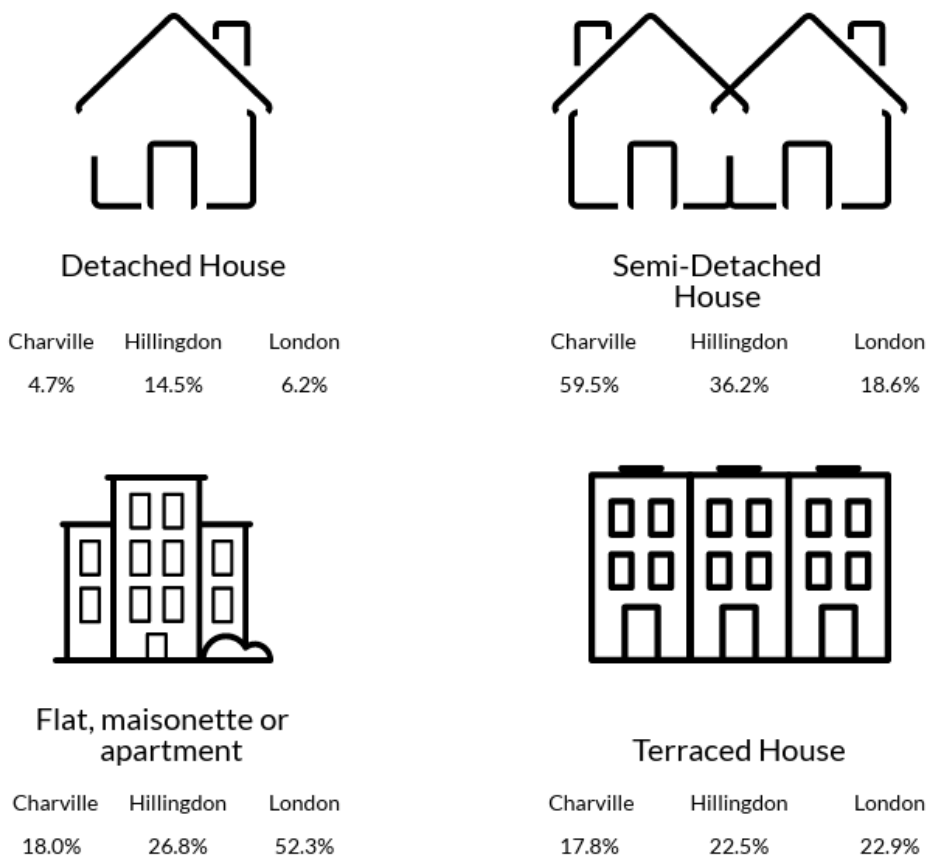 Detached House
Charville Hillingdon London
4.7% 14.5% 6.2%
Semi-Detached
House
Charville Hillingdon London
59.5% 36.2% 18.6%
Flat, maisonette or
apartment
Charville Hillingdon London
18.0% 26.8% 52.3%
Terraced House
Charville Hillingdon London
17.8% 22.5% 22.9%